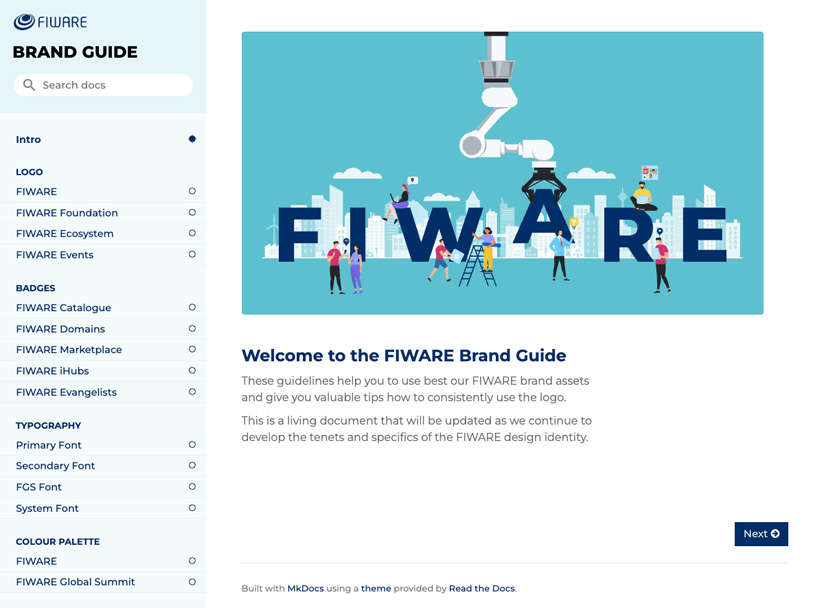 FIWARE
BRAND GUIDE
Search docs
Intro
LOGO
FIWARE
FIWARE Foundation
FIWARE Ecosystem
FIWARE Events
BADGES
FIWARE Catalogue
FIWARE Domains
FIWARE Marketplace
FIWARE iHubs
FIWARE Evangelists
TYPOGRAPHY
Primary Font
Secondary Font
FGS Font
System Font
COLOUR PALETTE
FIWARE
FIWARE Global Summit
FIWARE
Welcome to the FIWARE Brand Guide
These guidelines help you to use best our FIWARE brand assets
and give you valuable tips how to consistently use the logo.
This is a living document that will be updated as we continue to
develop the tenets and specifics of the FIWARE design identity.
Next
Built with MkDocs using a theme provided by Read the Docs.